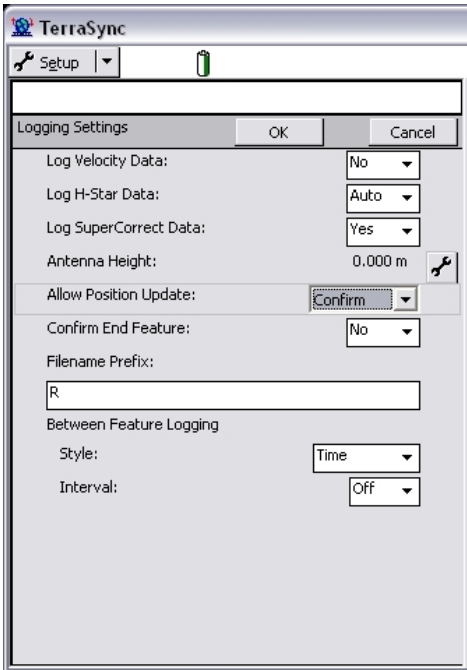 TerraSync
Setup
Logging Settings OK Cancel
Log Velocity Data: No
Log H-Star Data: Auto
Log SuperCorrect Data: Yes
Antenna Height: 0.000 m
Allow Position Update: Confirm
Confirm End Feature: No
Filename Prefix:
R
Between Feature Logging
Style: Time
Interval: Off